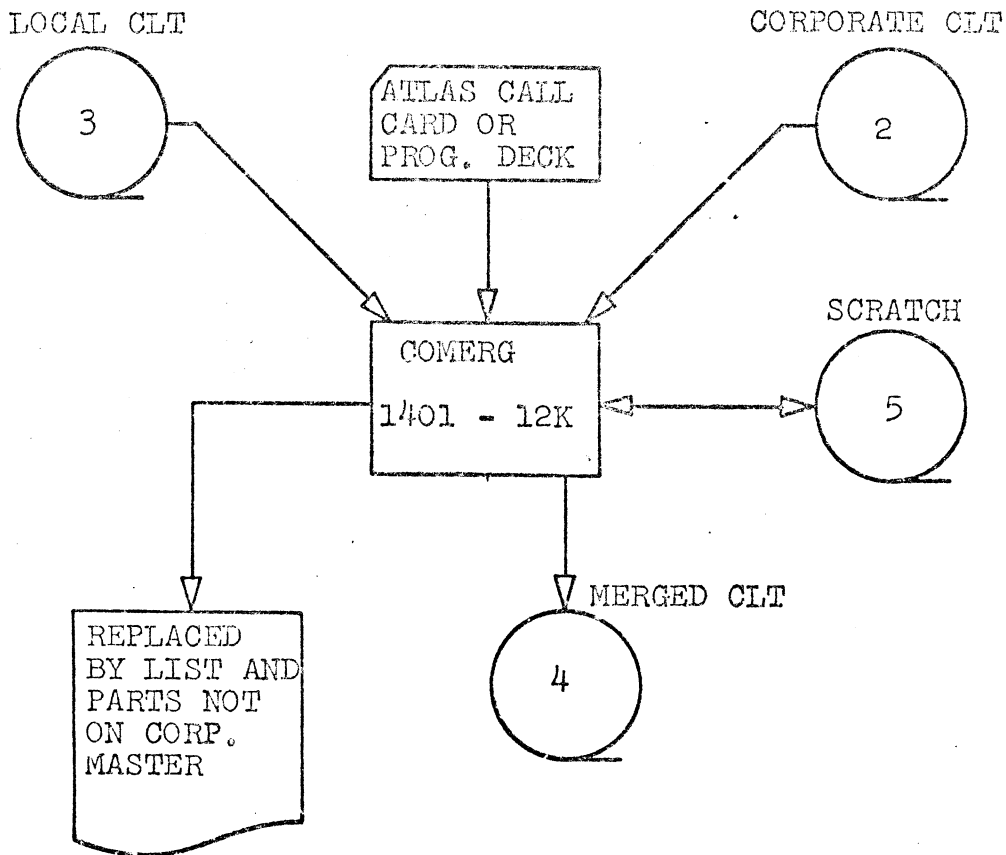 LOCAL CLT
CORPORATE CLT
3
ATLAS CALL
CARD OR
PROG. DECK
2
SCRATCH
COMERG
1401 - 12K
5
MERGED CLT
4
REPLACED
BY LIST AND
PARTS NOT
ON CORP.
MASTER